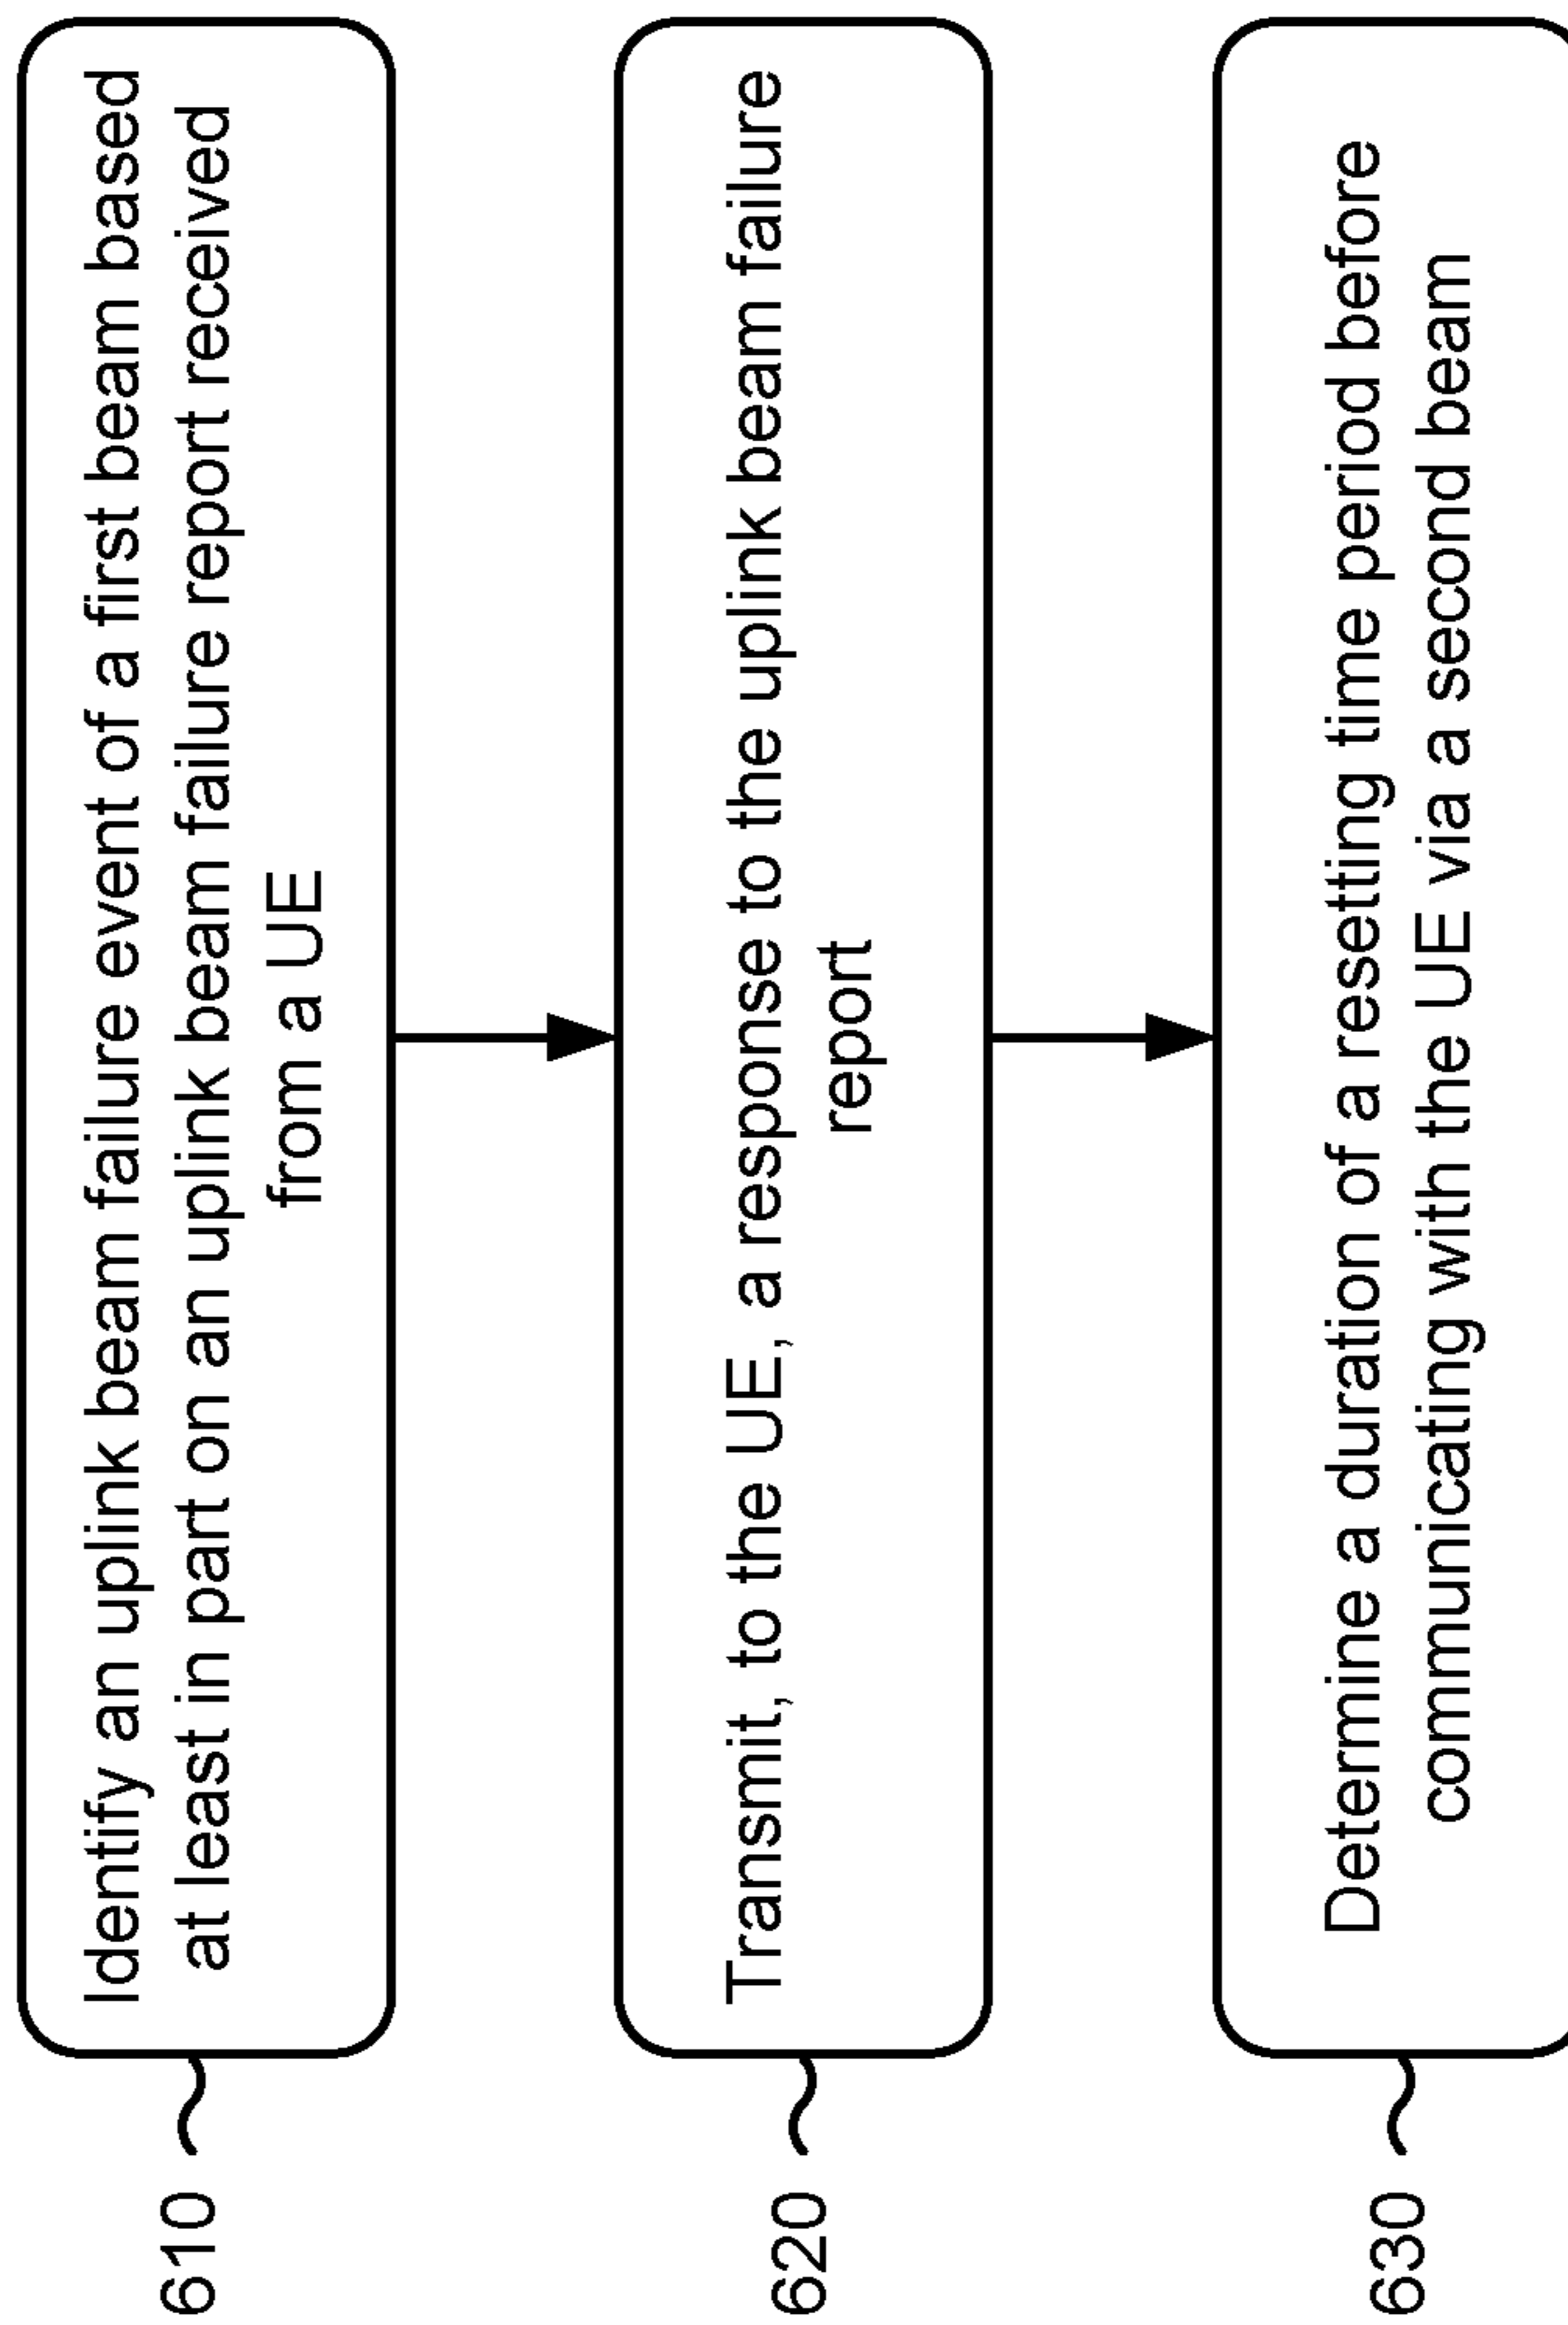 610
Identify an uplink beam failure event of a first beam based
at least in part on an uplink beam failure report received
from a UE
620
Transmit, to the UE, a response to the uplink beam failure
report
630
Determine a duration of a resetting time period before
communicating with the UE via a second beam